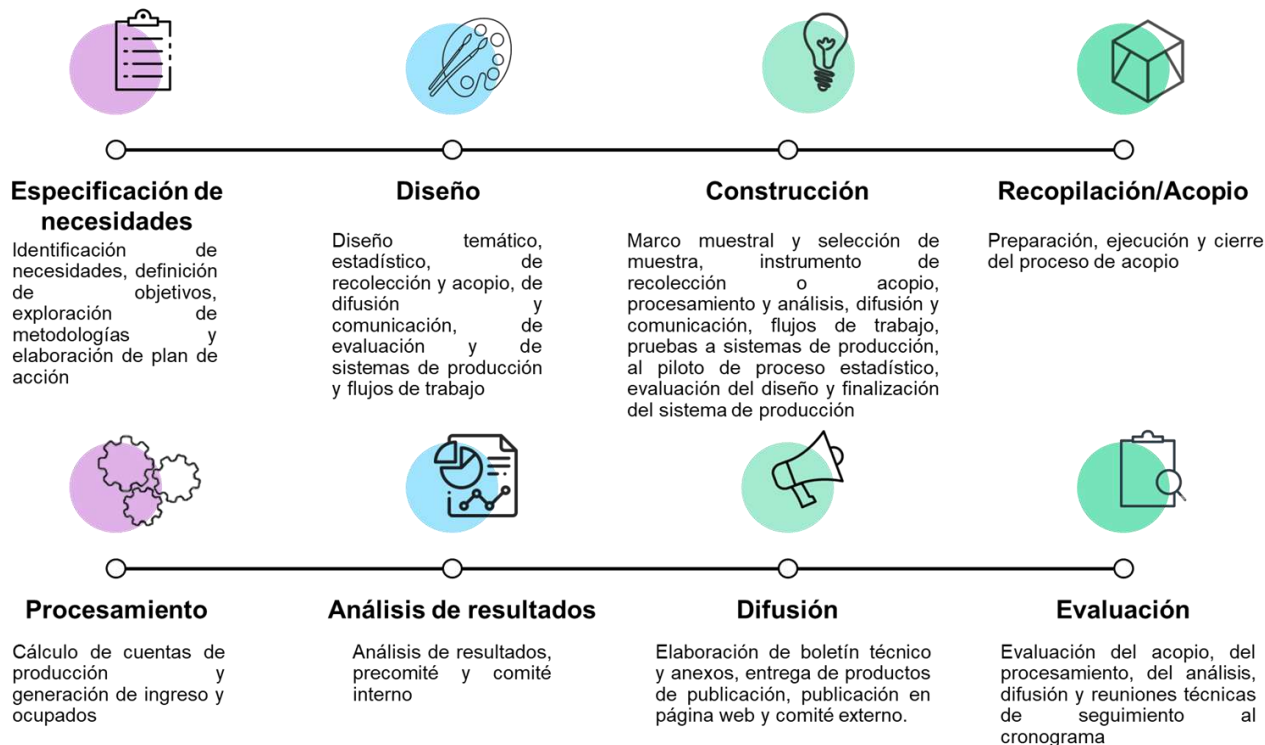 Especificación de
necesidades
Identificación de
necesidades, definición
de objetivos,
exploración de
metodologías y
elaboración de plan de
acción
Diseño
Diseño temático,
estadístico, de
recolección y acopio, de
difusión y
comunicación, de
evaluación y de
sistemas de producción
y flujos de trabajo
Construcción
Marco muestral y selección de
muestra, instrumento de
recolección o acopio,
procesamiento y análisis, difusión y
comunicación, flujos de trabajo,
pruebas a sistemas de producción,
al piloto de proceso estadístico,
evaluación del diseño y finalización
del sistema de producción
Recopilación/Acopio
Preparación, ejecución y cierre
del proceso de acopio
Procesamiento
Cálculo de cuentas de
producción y
generación de ingreso y
ocupados
Análisis de resultados
Análisis de resultados,
precomité y comité
interno
Difusión
Elaboración de boletín técnico
y anexos, entrega de productos
de publicación, publicación en
página web y comité externo.
Evaluación
Evaluación del acopio, del
procesamiento, del análisis,
difusión y reuniones técnicas
de seguimiento al
cronograma